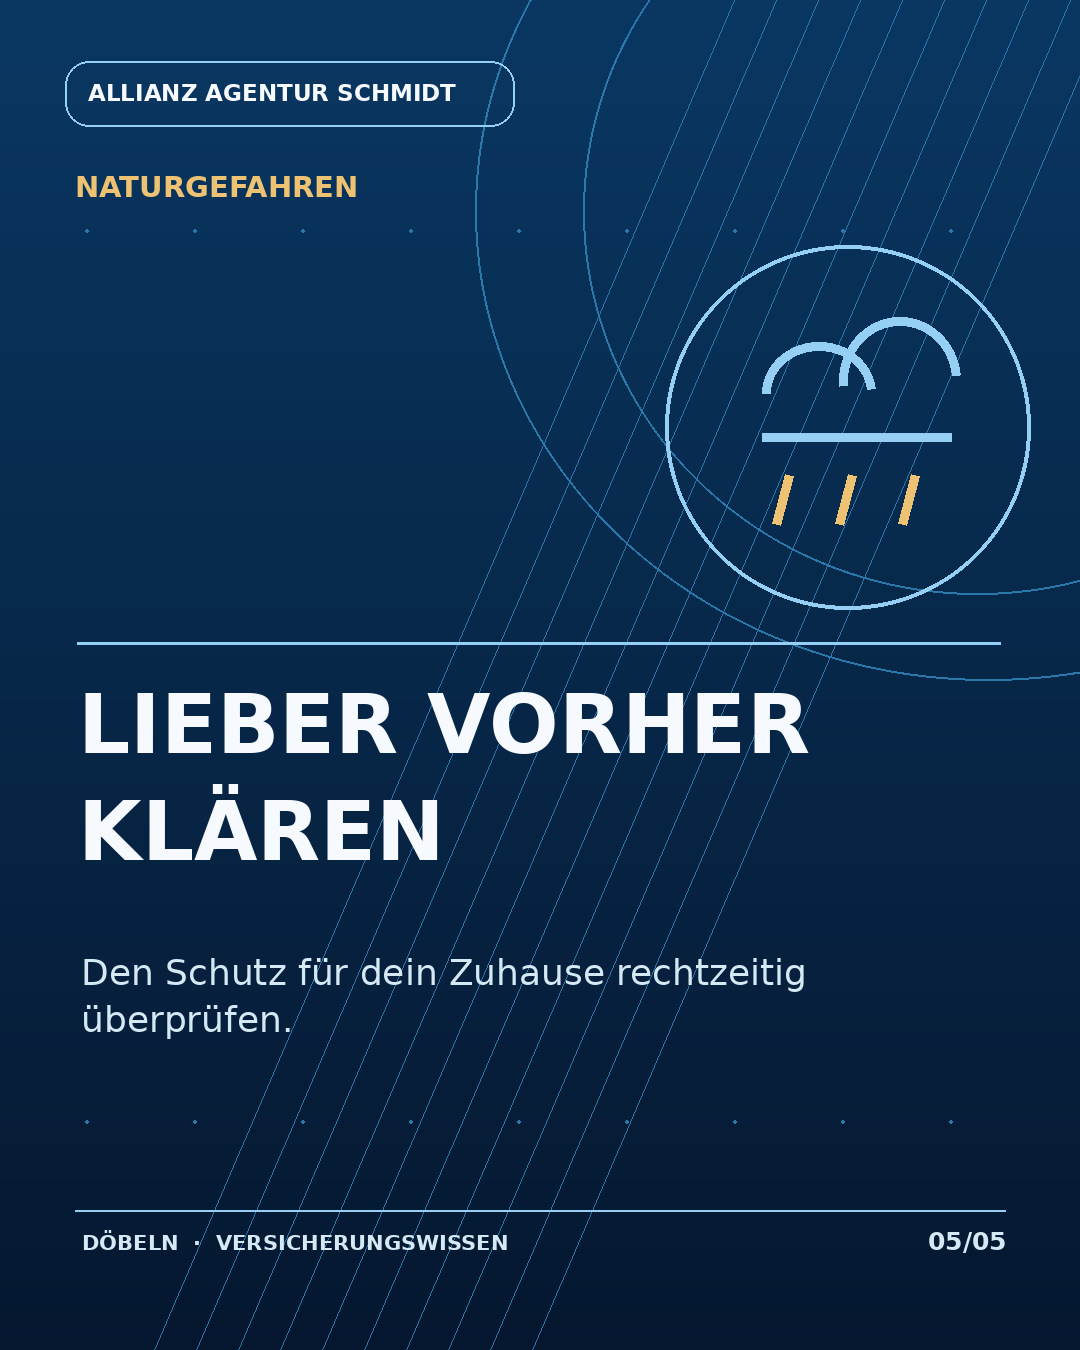 ALLIANZ AGENTUR SCHMIDT
NATURGEFAHREN
LIEBER VORHER
KLÄREN
Den Schutz für dein Zuhause rechtzeitig
überprüfen.
DÖBELN · VERSICHERUNGSWISSEN
05/05